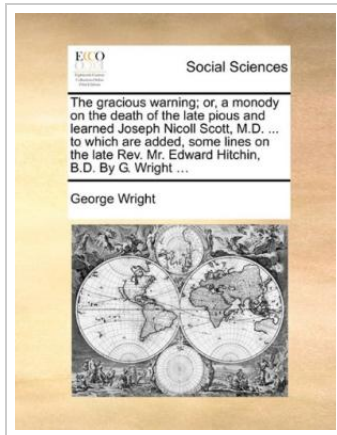 ECCO
Social Sciences
The gracious warning; or, a monody
on the death of the late pious and
learned Joseph Nicoll Scott, M.D. ...
to which are added, some lines on
the late Rev. Mr. Edward Hitchin,
B.D. By G. Wright ...
George Wright